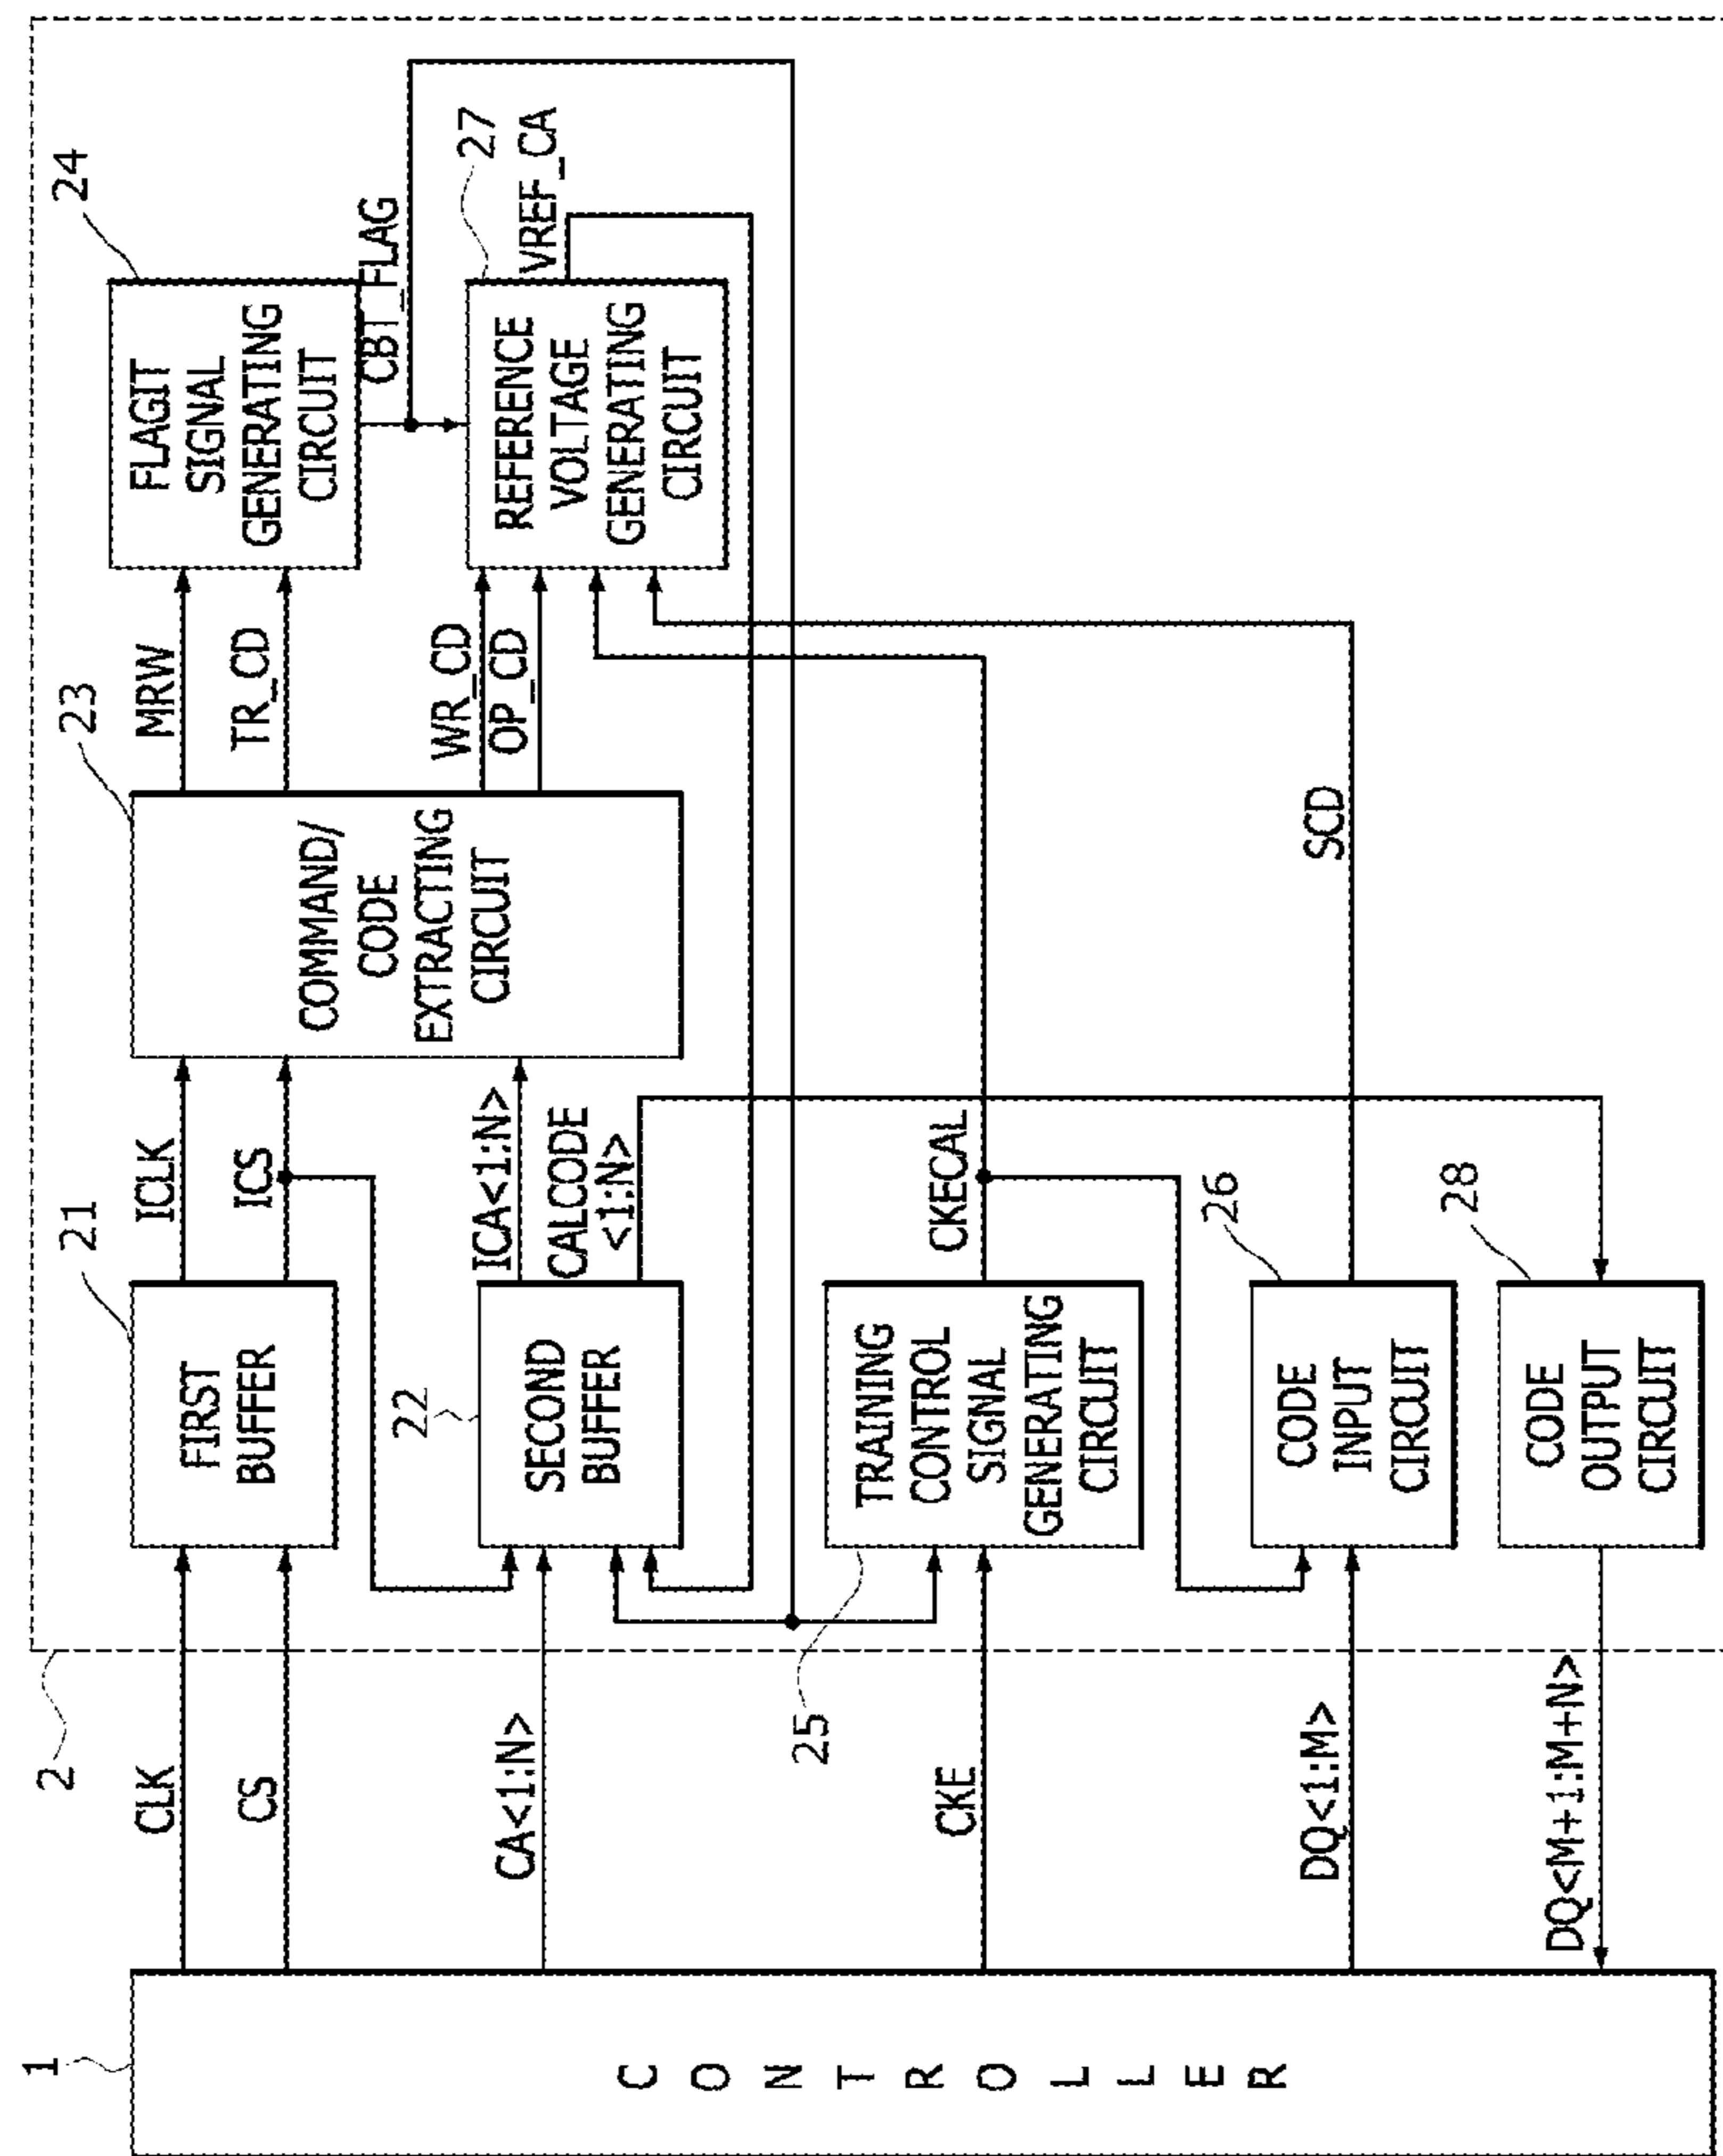 1
CONTROLLER
2
CLK
CS
CA<1:N>
CKE
DQ<1:M>
DQ<M+1:M+N>
21
FIRST
BUFFER
22
SECOND
BUFFER
25
TRAINING
CONTROL
SIGNAL
GENERATING
CIRCUIT
26
CODE
INPUT
CIRCUIT
28
CODE
OUTPUT
CIRCUIT
ICLK
ICS
ICA<1:N>
CALCODE
<1:N>
CKECAL
SCD
23
COMMAND/
CODE
EXTRACTING
CIRCUIT
MRW
TR_CD
WR_CD
OP_CD
24
FLAGIT
SIGNAL
GENERATING
CIRCUIT
CBT_FLAG
27
REFERENCE
VOLTAGE
GENERATING
CIRCUIT
VREF_CA